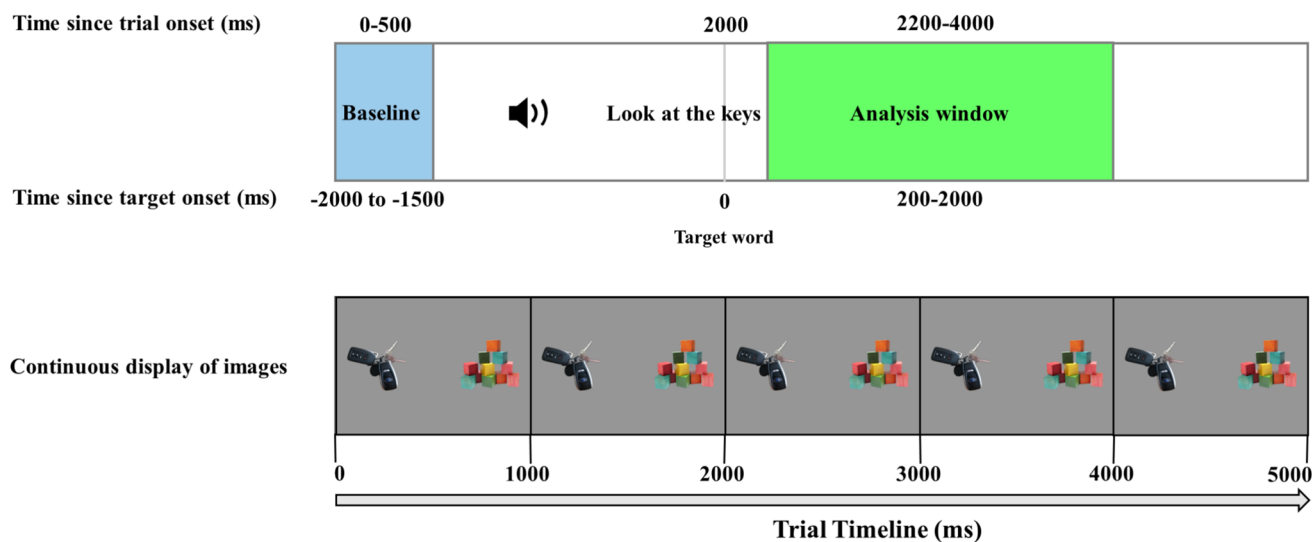 Time since trial onset (ms) 0-500 2000 2200-4000
Baseline Look at the keys Analysis window
Time since target onset (ms) -2000 to -1500 0 200-2000
Target word
Continuous display of images
0 1000 2000 3000 4000 5000
Trial Timeline (ms)